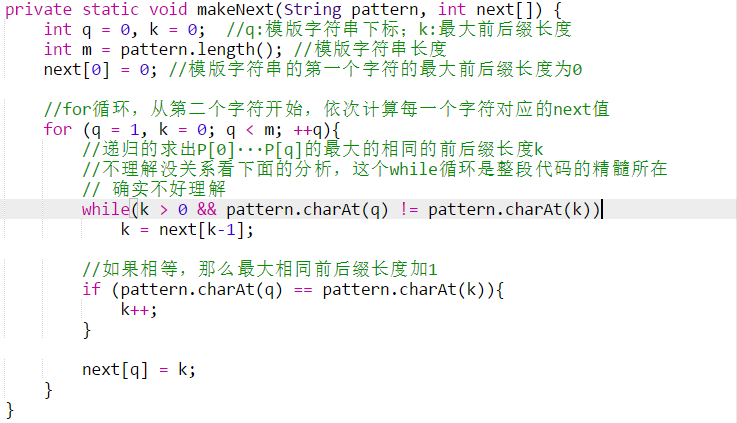 private static void makeNext(String pattern, int next[]) {
    int q = 0, k = 0;  //q:模版字符串下标；k:最大前后缀长度
    int m = pattern.length(); //模版字符串长度
    next[0] = 0; //模版字符串的第一个字符的最大前后缀长度为0
    //for循环，从第二个字符开始，依次计算每一个字符对应的next值
    for (q = 1, k = 0; q < m; ++q){
        //递归的求出P[0]···P[q]的最大的相同的前后缀长度k
        //不理解没关系看下面的分析，这个while循环是整段代码的精髓所在
        // 确实不好理解
        while(k > 0 && pattern.charAt(q) != pattern.charAt(k))
            k = next[k-1];
        //如果相等，那么最大相同前后缀长度加1
        if (pattern.charAt(q) == pattern.charAt(k)){
            k++;
        }
        next[q] = k;
    }
}